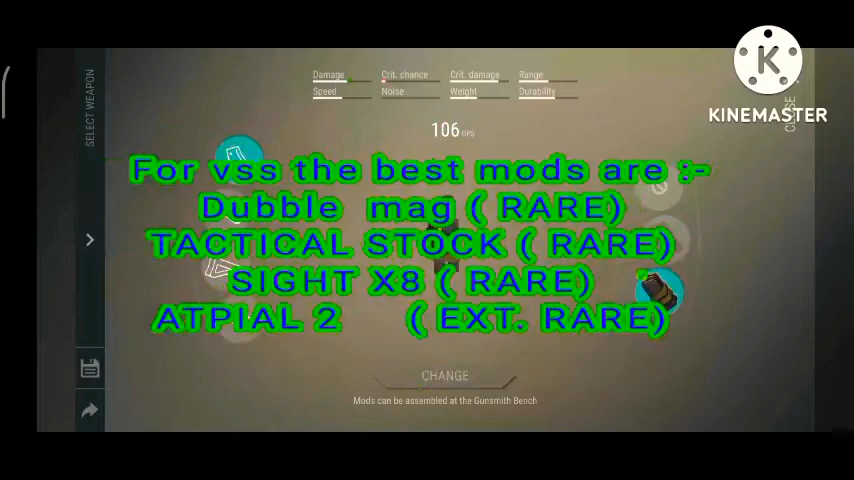 Damage Crit. chance Crit. damage Range
Speed Noise Weight Durability
106 DPS
KINEMASTER
SELECT WEAPON
CLOSE
For vss the best mods are :-
Dubble mag ( RARE)
TACTICAL STOCK ( RARE)
SIGHT X8 ( RARE)
ATPIAL 2 ( EXT. RARE)
CHANGE
Mods can be assembled at the Gunsmith Bench